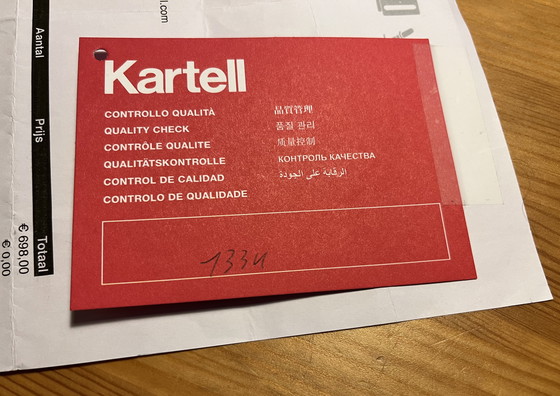 l.com
Aantal
Prijs
Totaal
€ 698,00
€ 0,00
Kartell
CONTROLLO QUALITÀ
QUALITY CHECK
CONTRÔLE QUALITE
QUALITÄTSKONTROLLE
CONTROL DE CALIDAD
CONTROLO DE QUALIDADE
品質管理
품질 관리
质量控制
КОНТРОЛЬ КАЧЕСТВА
الرقابة على الجودة